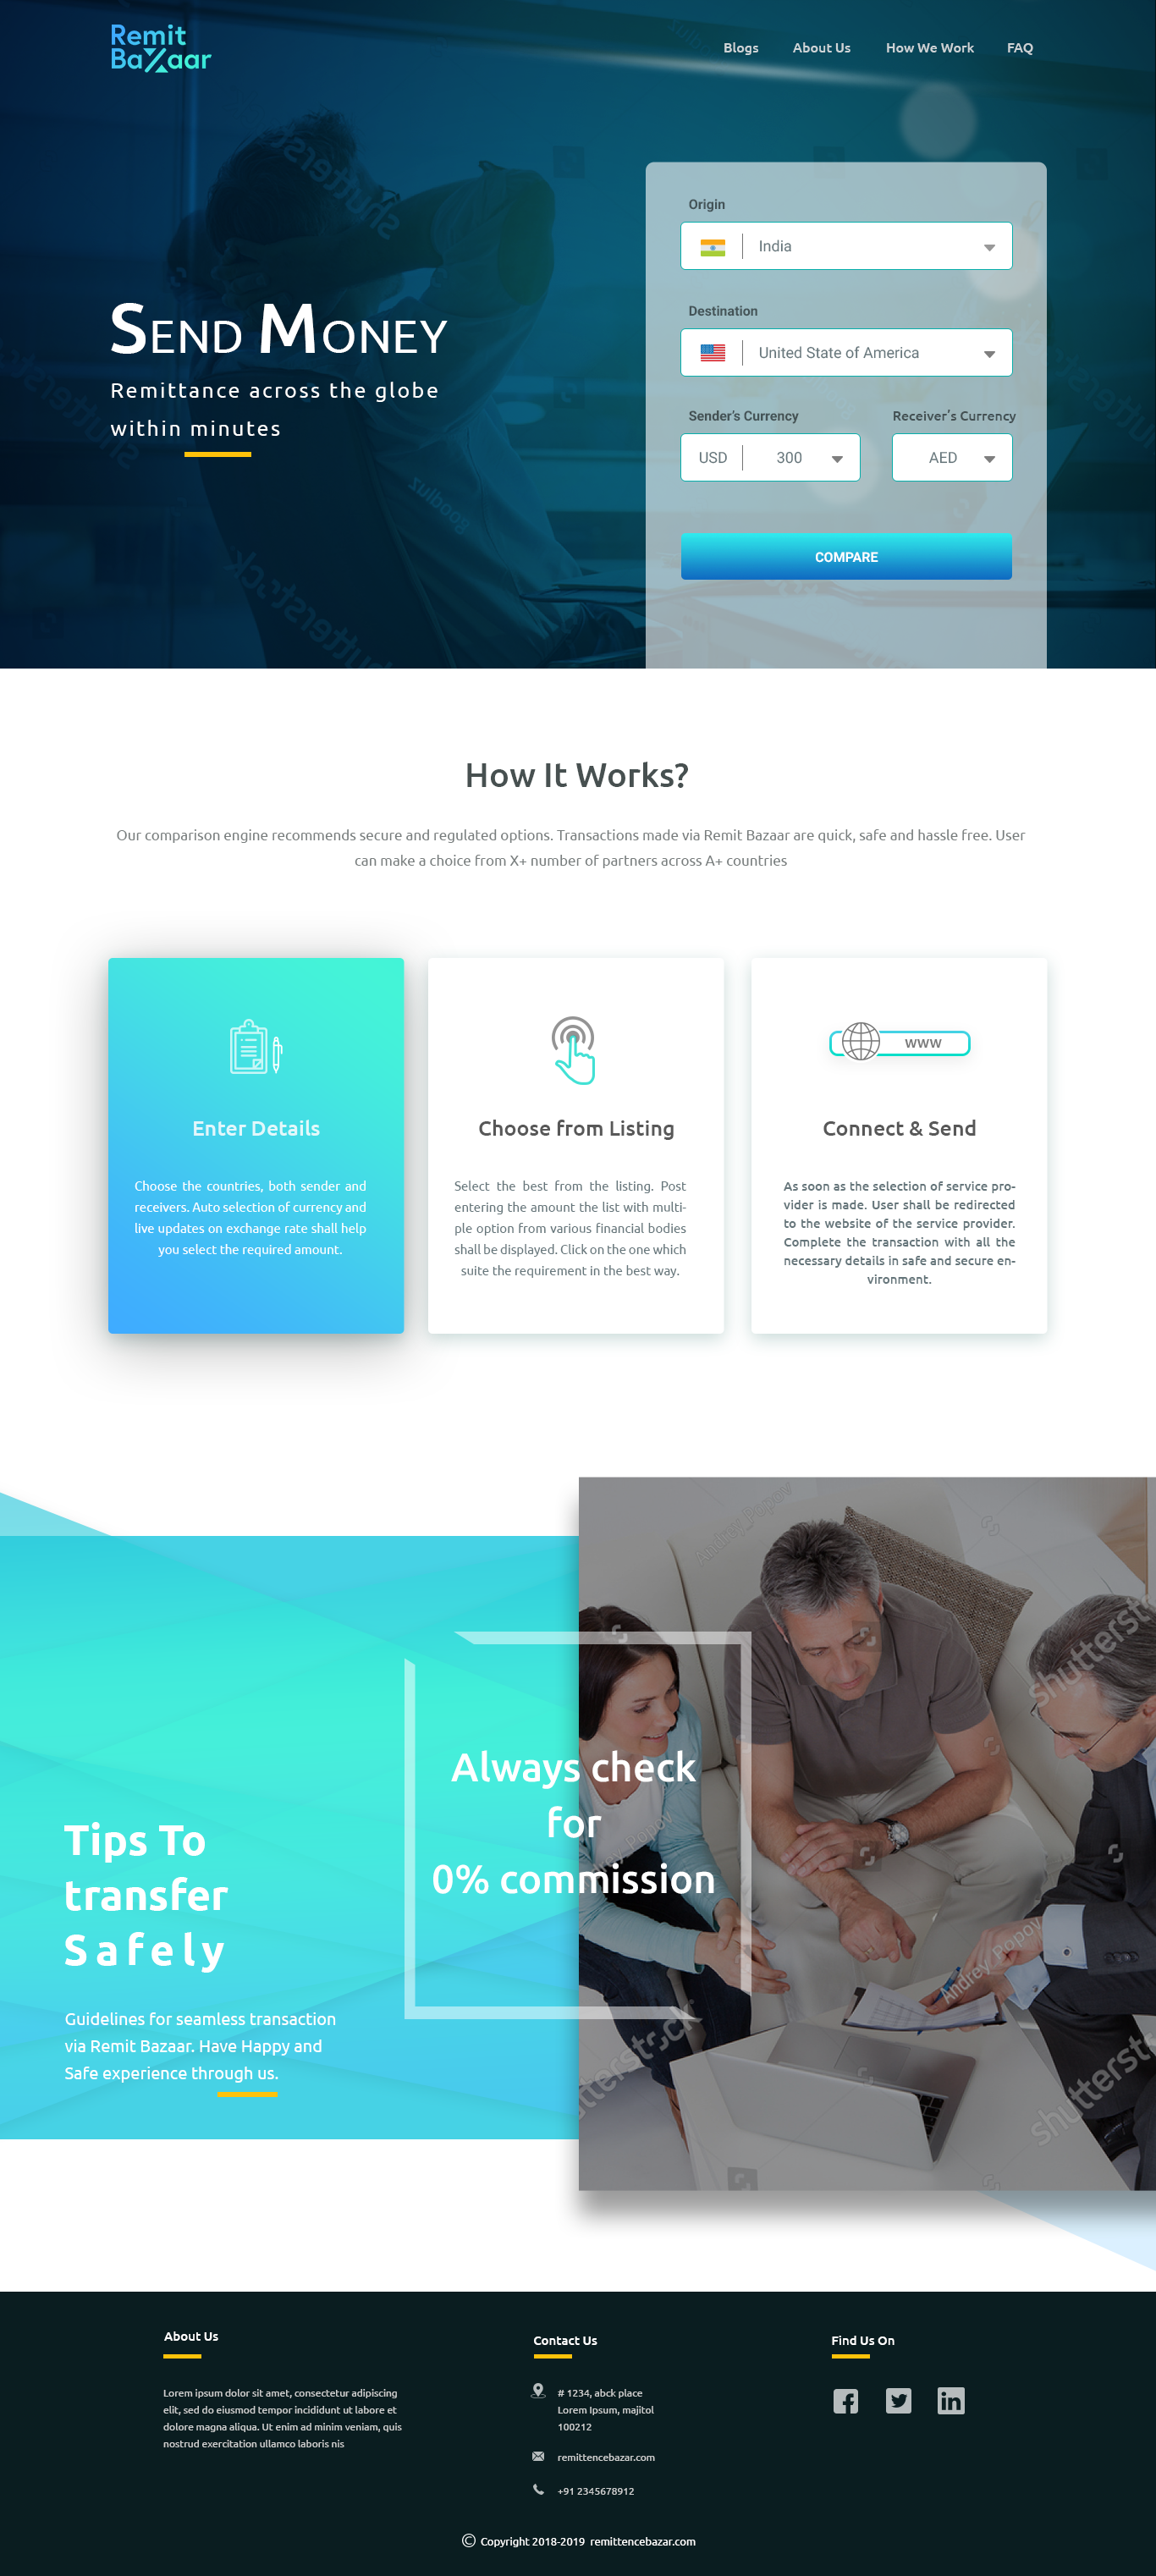 Remit
BaZaar
Blogs About Us How We Work FAQ
Origin
India
Destination
United State of America
Sender's Currency Receiver's Currency
USD 300 AED
COMPARE
SEND MONEY
Remittance across the globe
within minutes
How It Works?
Our comparison engine recommends secure and regulated options. Transactions made via Remit Bazaar are quick, safe and hassle free. User
can make a choice from X+ number of partners across A+ countries
Enter Details
Choose the countries, both sender and
receivers. Auto selection of currency and
live updates on exchange rate shall help
you select the required amount.
Choose from Listing
Select the best from the listing. Post
entering the amount the list with multi-
ple option from various financial bodies
shall be displayed. Click on the one which
suite the requirement in the best way.
www
Connect & Send
As soon as the selection of service pro-
vider is made. User shall be redirected
to the website of the service provider.
Complete the transaction with all the
necessary details in safe and secure en-
vironment.
Always check
for
0% commission
Tips To
transfer
Safely
Guidelines for seamless transaction
via Remit Bazaar. Have Happy and
Safe experience through us.
Andrey Popov
shutterstock
Andrey Popov
shutterstock
About Us
Lorem ipsum dolor sit amet, consectetur adipiscing
elit, sed do eiusmod tempor incididunt ut labore et
dolore magna aliqua. Ut enim ad minim veniam, quis
nostrud exercitation ullamco laboris nis
Contact Us
# 1234, abck place
Lorem Ipsum, majitol
100212
remittencebazar.com
+91 2345678912
Find Us On
© Copyright 2018-2019 remittencebazar.com